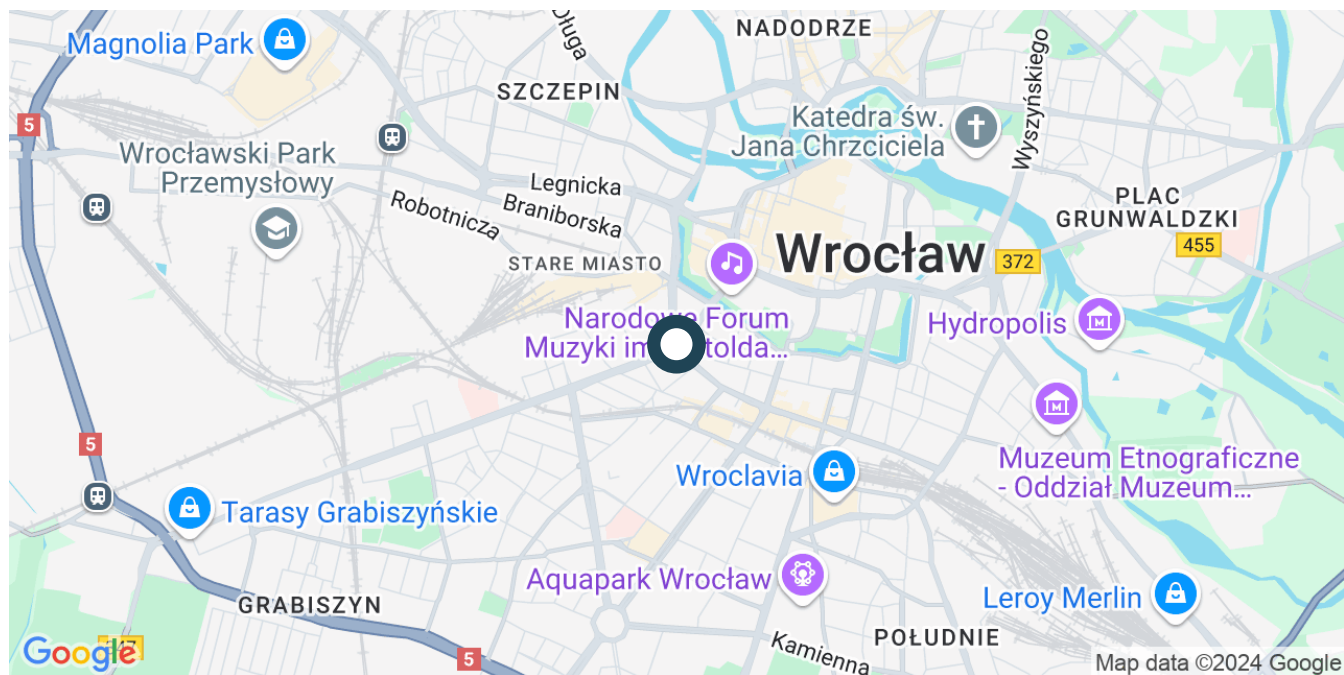 Długa
NADODRZE
Magnolia Park
Wyszyńskiego
SZCZEPIN
5
Katedra św.
Jana Chrzciciela
Wrocławski Park
Przemysłowy
Legnicka
Braniborska
Robotnicza
PLAC
GRUNWALDZKI
455
Wrocław
372
STARE MIASTO
Narodowe Forum
Muzyki im
tolda...
Hydropolis
5
Muzeum Etnograficzne
- Oddział Muzeum...
Wroclavia
Tarasy Grabiszyńskie
Aquapark Wrocław
Leroy Merlin
GRABISZYN
POŁUDNIE
Kamienna
Google
5
Map data ©2024 Google